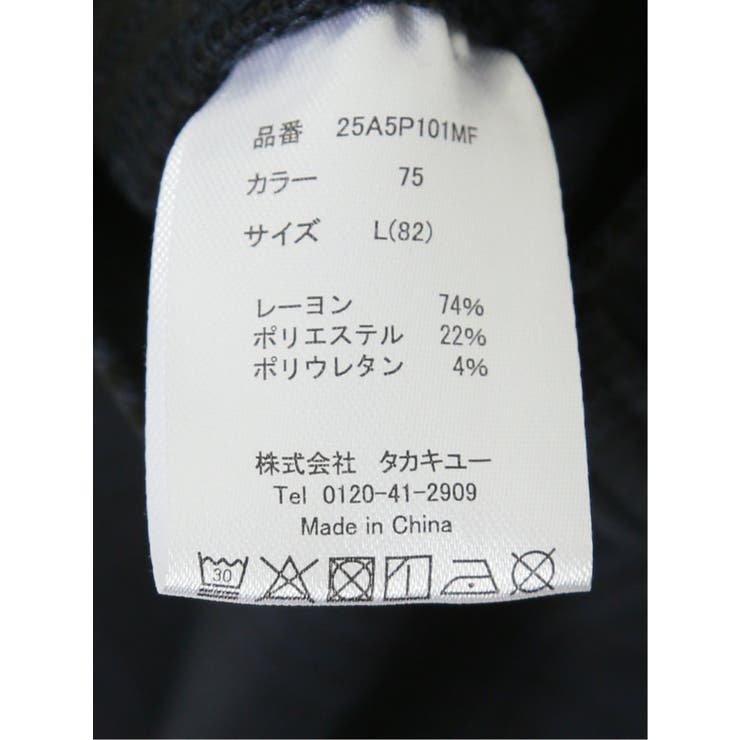 品番 25A5P101MF
カラー 75
サイズ L(82)
レーヨン 74%
ポリエステル 22%
ポリウレタン 4%
株式会社 タカキユー
Tel 0120-41-2909
Made in China
30